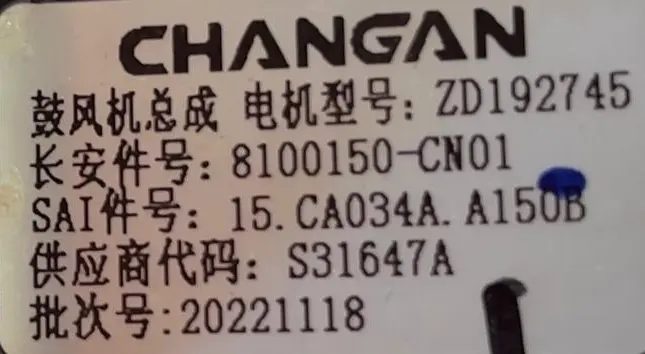 CHANGAN
鼓风机总成 电机型号: ZD192745
长安件号: 8100150-CN01
SAI件号: 15.CA034A.A150B
供应商代码: S31647A
批次号:20221118